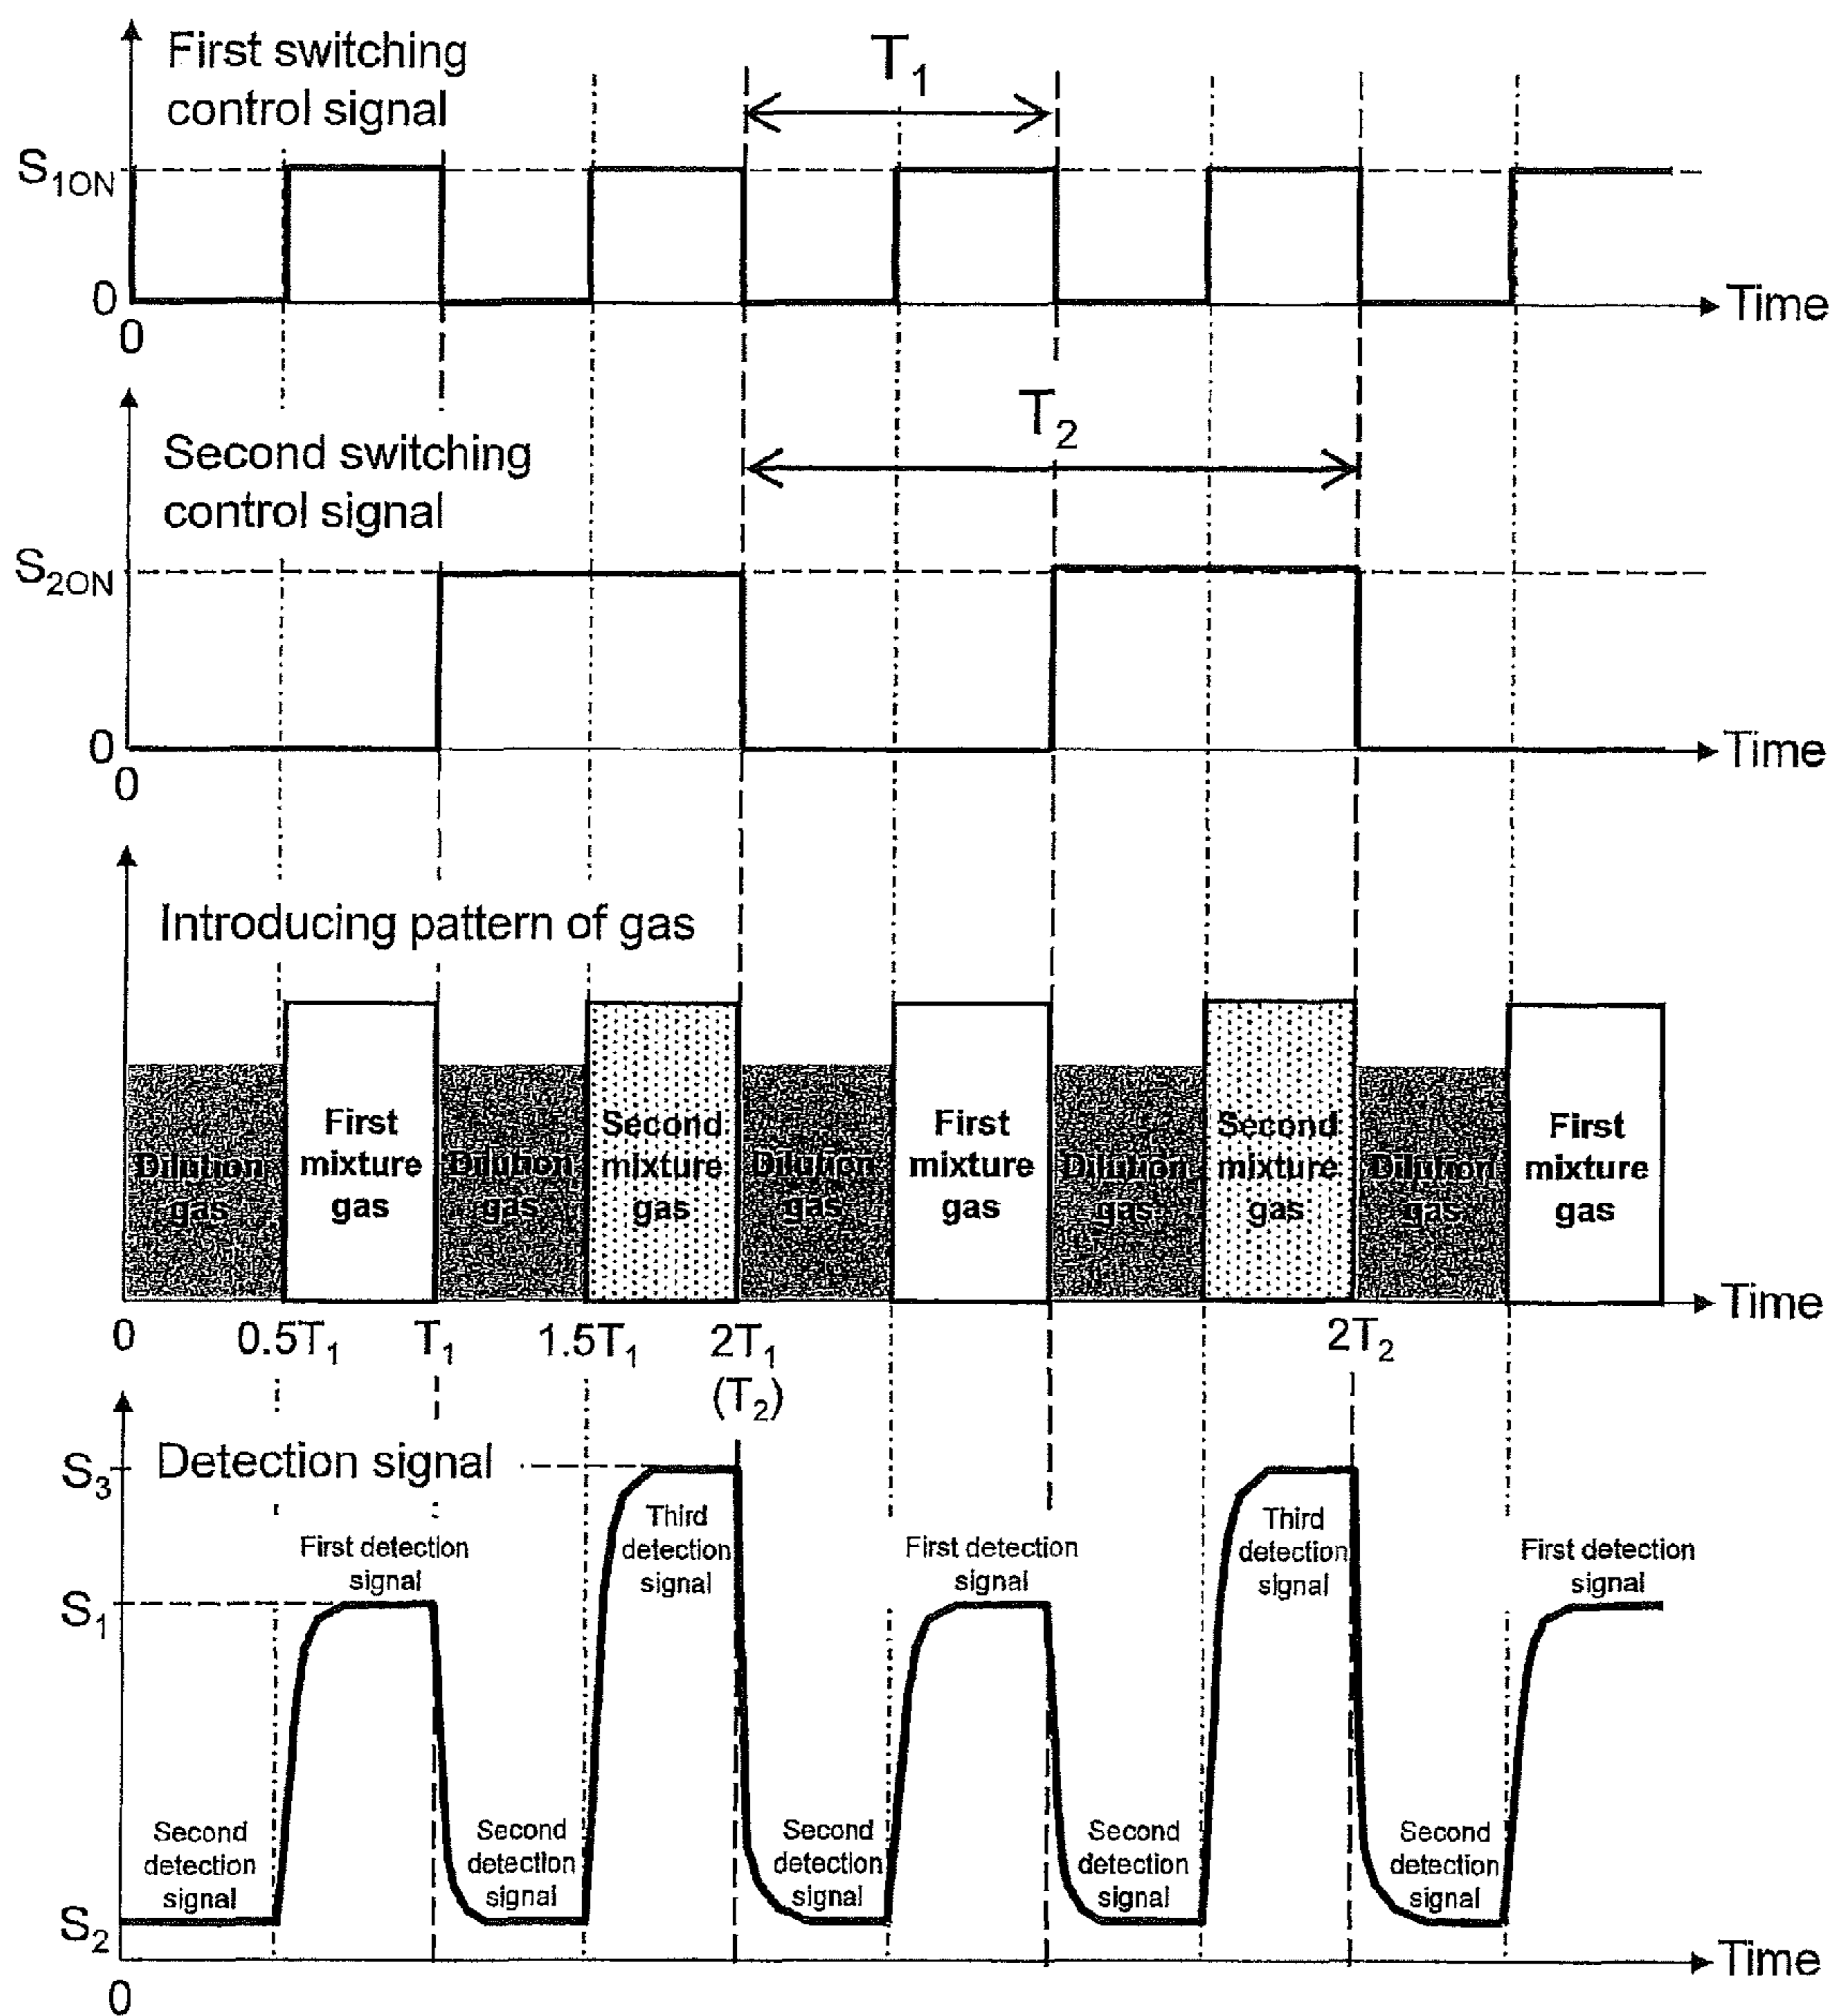 First switching
control signal
T1
S1ON
0
0
Time
Second switching
control signal
T2
S2ON
0
0
Time
Introducing pattern of gas
Dilution
gas
First
mixture
gas
Dilution
gas
Second
mixture
gas
Dilution
gas
First
mixture
gas
Dilution
gas
Second
mixture
gas
Dilution
gas
First
mixture
gas
Time
0
0.5T1
T1
1.5T1
2T1
(T2)
2T2
Detection signal
S3
S1
S2
0
Second
detection
signal
First detection
signal
Second
detection
signal
Third
detection
signal
Second
detection
signal
First detection
signal
Second
detection
signal
Third
detection
signal
Second
detection
signal
First detection
signal
Time